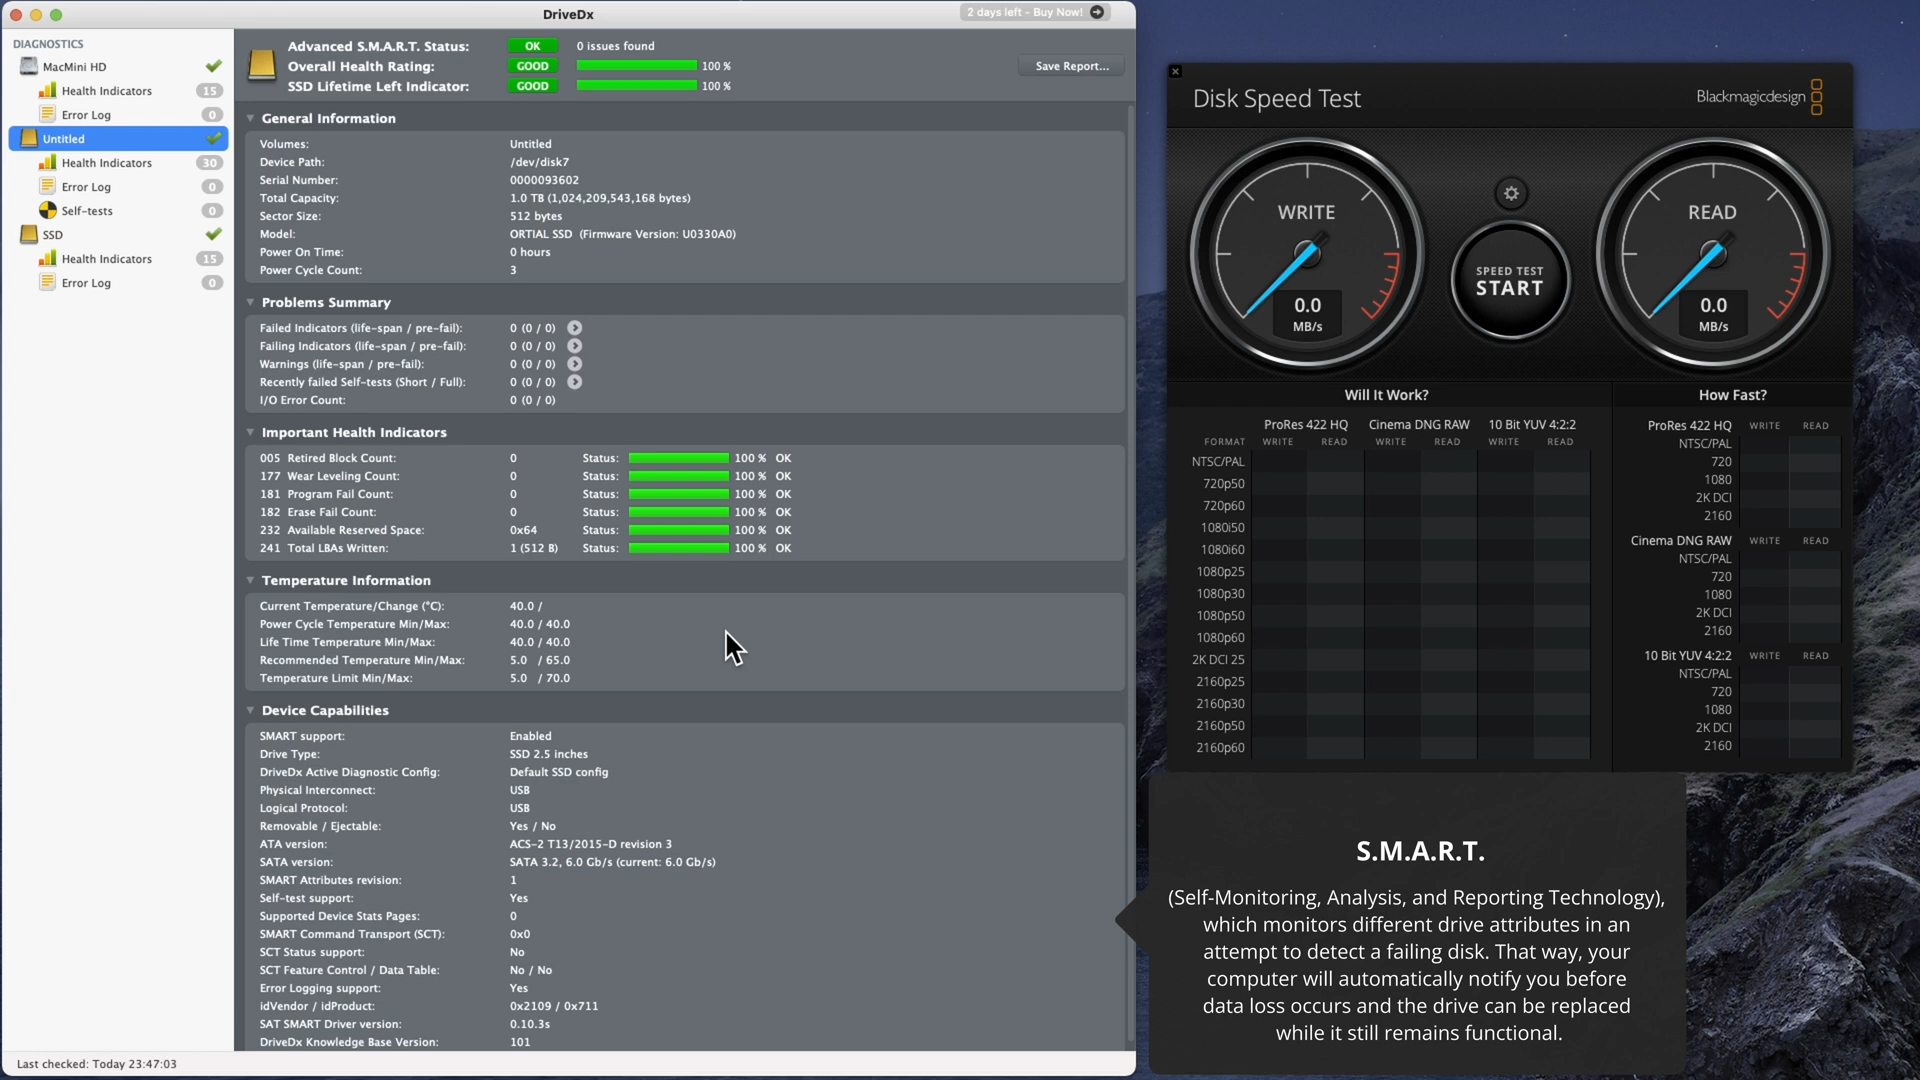 DriveDx
2 days left - Buy Now!
DIAGNOSTICS
MacMini HD
Health Indicators 15
Error Log 0
Untitled
Health Indicators 30
Error Log 0
Self-tests 0
SSD
Health Indicators 15
Error Log 0
Advanced S.M.A.R.T. Status: OK 0 issues found
Overall Health Rating: GOOD 100 %
SSD Lifetime Left Indicator: GOOD 100 %
Save Report...
General Information
Volumes: Untitled
Device Path: /dev/disk7
Serial Number: 0000093602
Total Capacity: 1.0 TB (1,024,209,543,168 bytes)
Sector Size: 512 bytes
Model: ORTIAL SSD (Firmware Version: U0330A0)
Power On Time: 0 hours
Power Cycle Count: 3
Problems Summary
Failed Indicators (life-span / pre-fail): 0 (0 / 0)
Failing Indicators (life-span / pre-fail): 0 (0 / 0)
Warnings (life-span / pre-fail): 0 (0 / 0)
Recently failed Self-tests (Short / Full): 0 (0 / 0)
I/O Error Count: 0 (0 / 0)
Important Health Indicators
005 Retired Block Count: 0 Status: 100 % OK
177 Wear Leveling Count: 0 Status: 100 % OK
181 Program Fail Count: 0 Status: 100 % OK
182 Erase Fail Count: 0 Status: 100 % OK
232 Available Reserved Space: 0x64 Status: 100 % OK
241 Total LBAs Written: 1 (512 B) Status: 100 % OK
Temperature Information
Current Temperature/Change (°C): 40.0 /
Power Cycle Temperature Min/Max: 40.0 / 40.0
Life Time Temperature Min/Max: 40.0 / 40.0
Recommended Temperature Min/Max: 5.0 / 65.0
Temperature Limit Min/Max: 5.0 / 70.0
Device Capabilities
SMART support: Enabled
Drive Type: SSD 2.5 inches
DriveDx Active Diagnostic Config: Default SSD config
Physical Interconnect: USB
Logical Protocol: USB
Removable / Ejectable: Yes / No
ATA version: ACS-2 T13/2015-D revision 3
SATA version: SATA 3.2, 6.0 Gb/s (current: 6.0 Gb/s)
SMART Attributes revision: 1
Self-test support: Yes
Supported Device Stats Pages: 0
SMART Command Transport (SCT): 0x0
SCT Status support: No
SCT Feature Control / Data Table: No / No
Error Logging support: Yes
idVendor / idProduct: 0x2109 / 0x711
SAT SMART Driver version: 0.10.3s
DriveDx Knowledge Base Version: 101
Last checked: Today 23:47:03
Disk Speed Test
Blackmagicdesign
WRITE
0.0
MB/s
SPEED TEST
START
READ
0.0
MB/s
Will It Work?
ProRes 422 HQ Cinema DNG RAW 10 Bit YUV 4:2:2
FORMAT WRITE READ WRITE READ WRITE READ
NTSC/PAL
720p50
720p60
1080i50
1080i60
1080p25
1080p30
1080p50
1080p60
2K DCI 25
2160p25
2160p30
2160p50
2160p60
How Fast?
ProRes 422 HQ WRITE READ
NTSC/PAL
720
1080
2K DCI
2160
Cinema DNG RAW WRITE READ
NTSC/PAL
720
1080
2K DCI
2160
10 Bit YUV 4:2:2 WRITE READ
NTSC/PAL
720
1080
2K DCI
2160
S.M.A.R.T.
(Self-Monitoring, Analysis, and Reporting Technology),
which monitors different drive attributes in an
attempt to detect a failing disk. That way, your
computer will automatically notify you before
data loss occurs and the drive can be replaced
while it still remains functional.